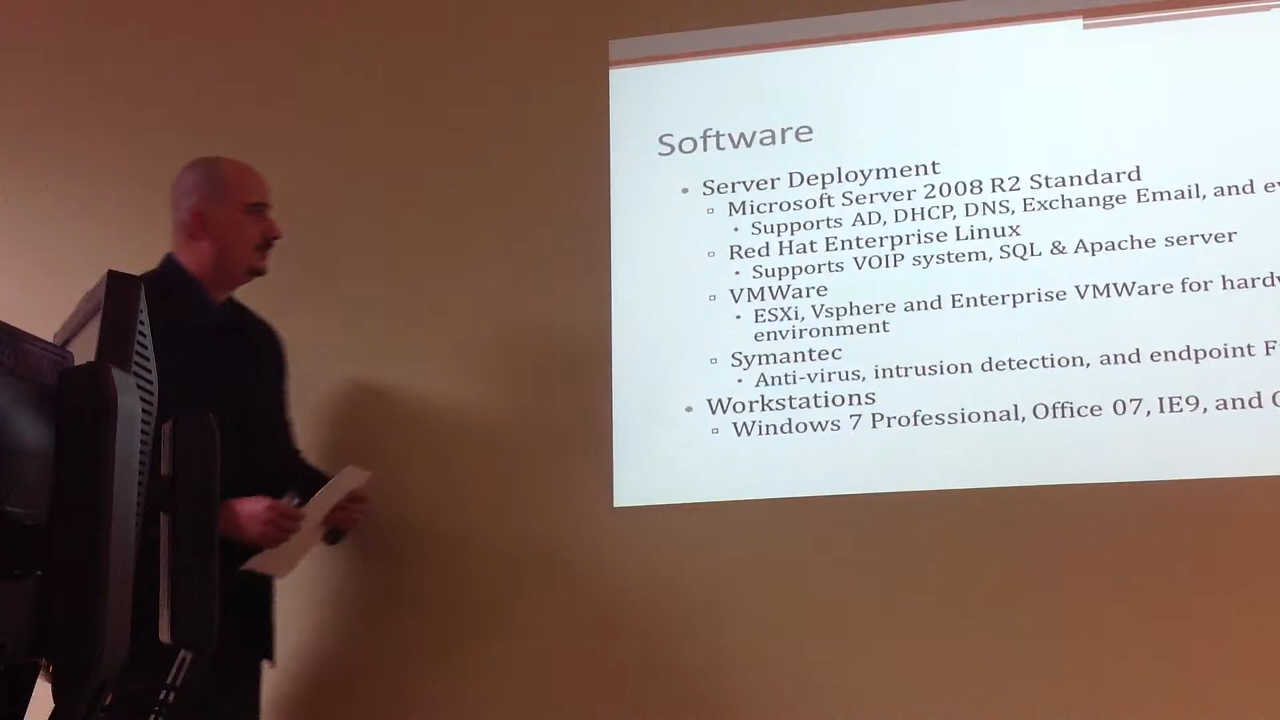 Software
Server Deployment
Microsoft Server 2008 R2 Standard
Supports AD, DHCP, DNS, Exchange Email, and
Red Hat Enterprise Linux
Supports VOIP system, SQL & Apache server
VMWare
ESXi, Vsphere and Enterprise VMWare for
environment
Symantec
Anti-virus, intrusion detection, and endpoint
Workstations
Windows 7 Professional, Office 07, IE9, and